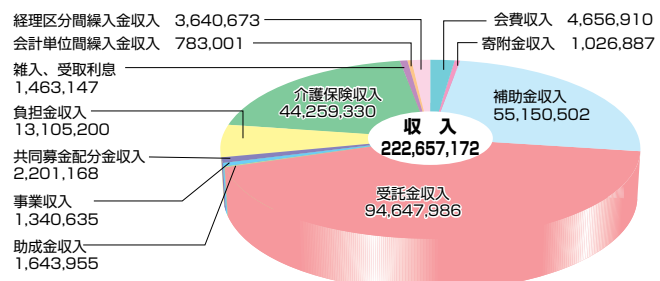 経理区分間繰入金収入 3,640,673
会計単位間繰入金収入 783,001
雑入、受取利息
1,463,147
負担金収入
13,105,200
共同募金配分金収入
2,201,168
事業収入
1,340,635
助成金収入
1,643,955
介護保険収入
44,259,330
収 入
222,657,172
会費収入 4,656,910
寄附金収入 1,026,887
補助金収入
55,150,502
受託金収入
94,647,986